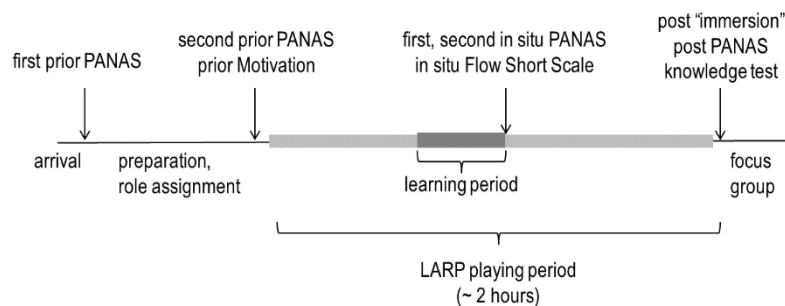 first prior PANAS
second prior PANAS
prior Motivation
first, second in situ PANAS
in situ Flow Short Scale
post “immersion”
post PANAS
knowledge test
arrival
preparation,
role assignment
learning period
focus
group
LARP playing period
(~ 2 hours)